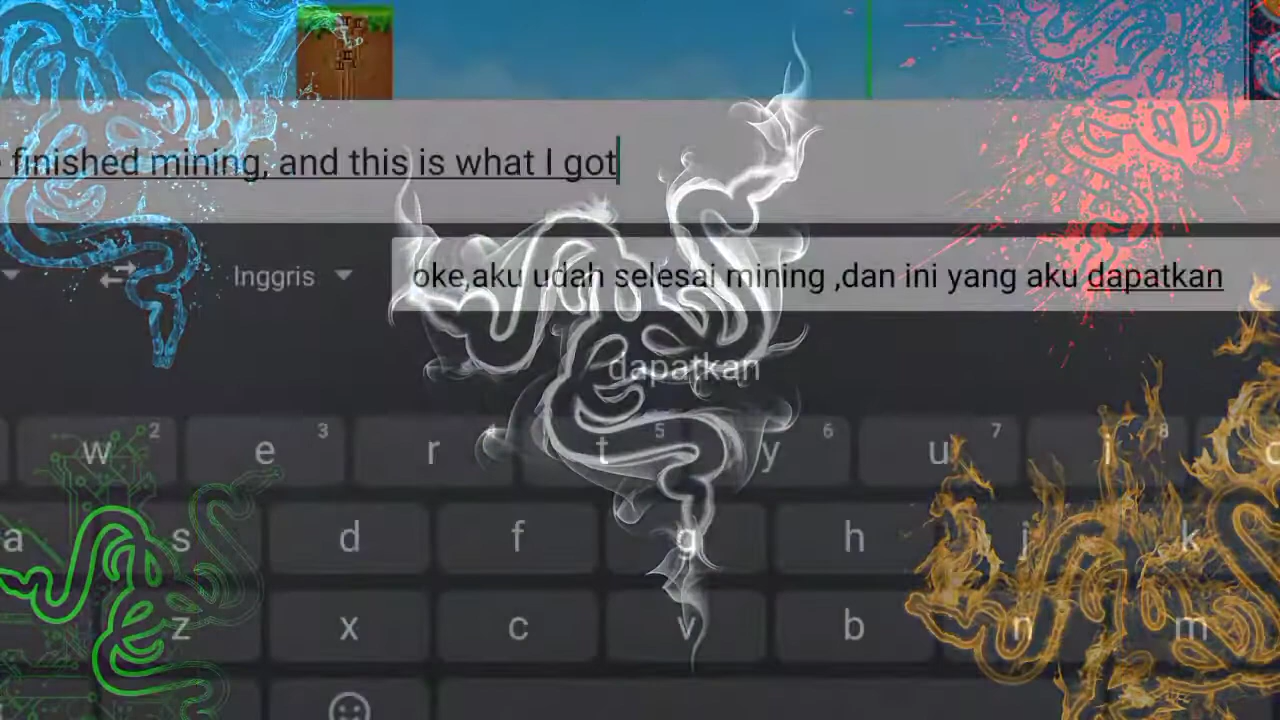 finished mining, and this is what I got
Inggris
oke,aku udah selesai mining ,dan ini yang aku dapatkan
dapatkan
w 2 e 3 r t 5 y 6 u 7 i 8
a s d f g h j k
z x c v b n m